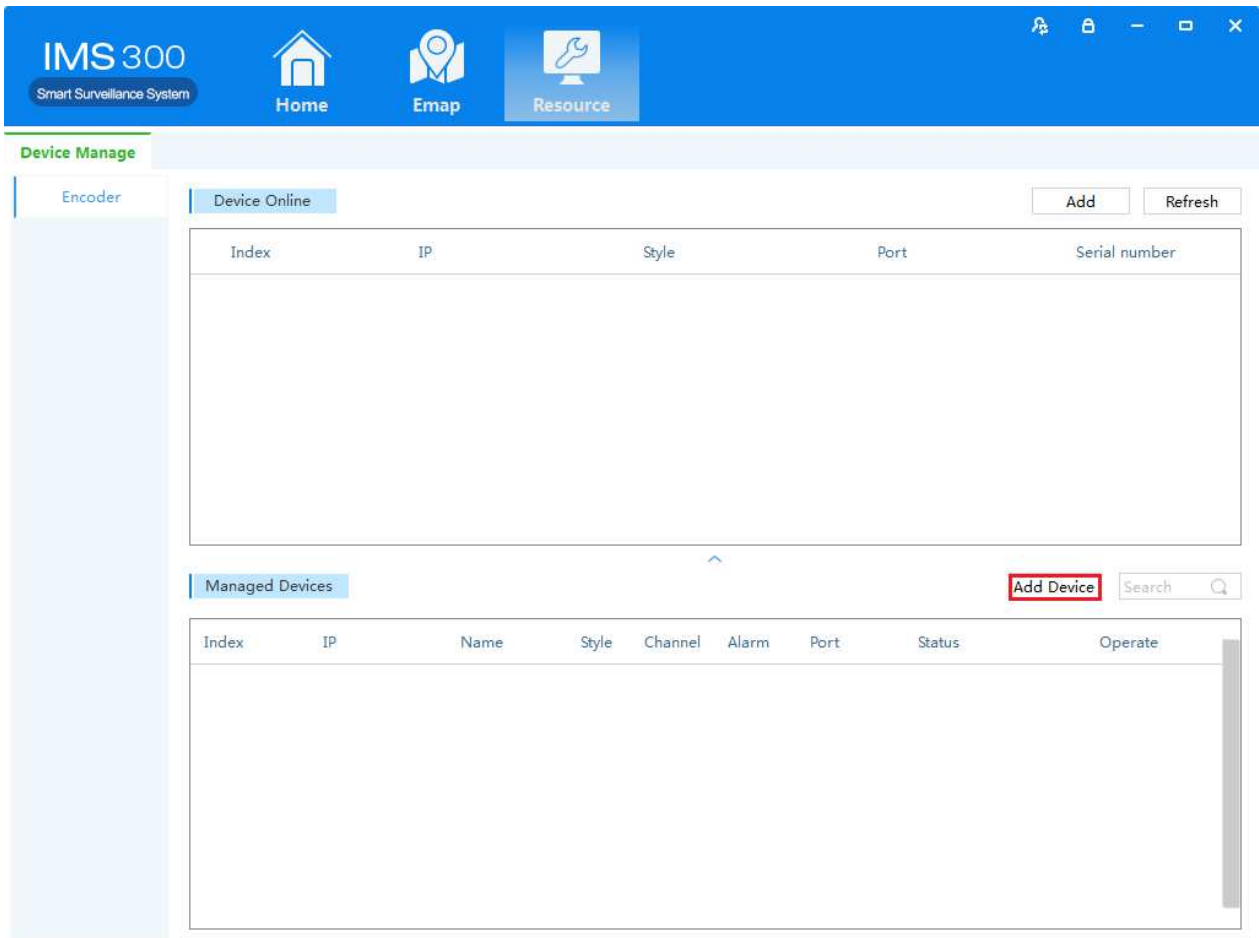 IMS 300
Smart Surveillance System
Home Emap Resource
Device Manage
Encoder
Device Online Add Refresh
Index IP Style Port Serial number
Managed Devices Add Device Search
Index IP Name Style Channel Alarm Port Status Operate